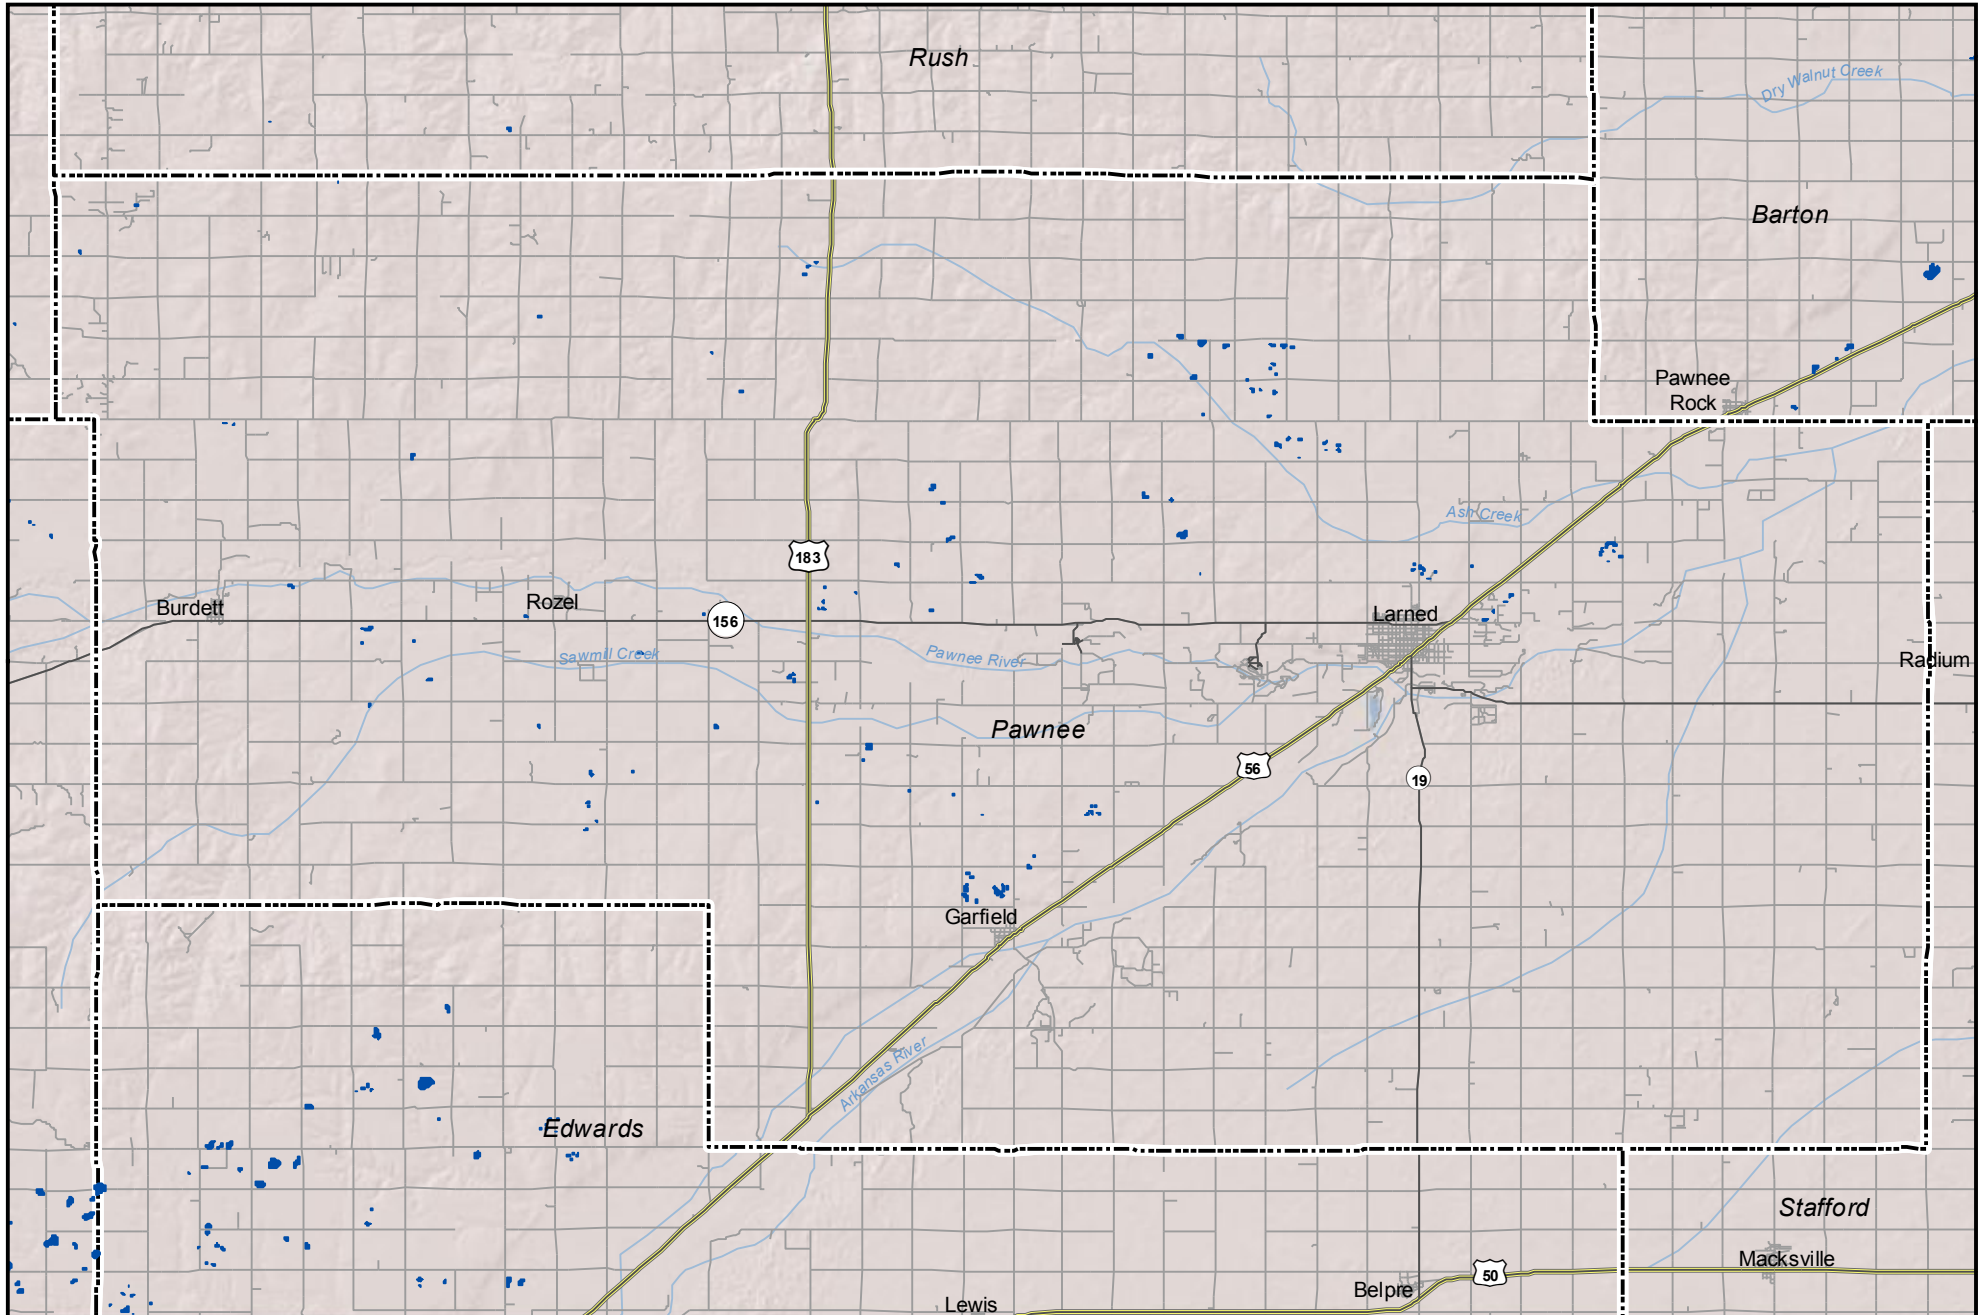 Rush
Dry Walnut Creek
Barton
Pawnee
Rock
Ash Creek
183
Burdett
Rozel
156
Larned
Sawmill Creek
Pawnee River
Radium
Pawnee
56
19
Garfield
Arkansas River
Edwards
Stafford
Macksville
50
Belpre
Lewis